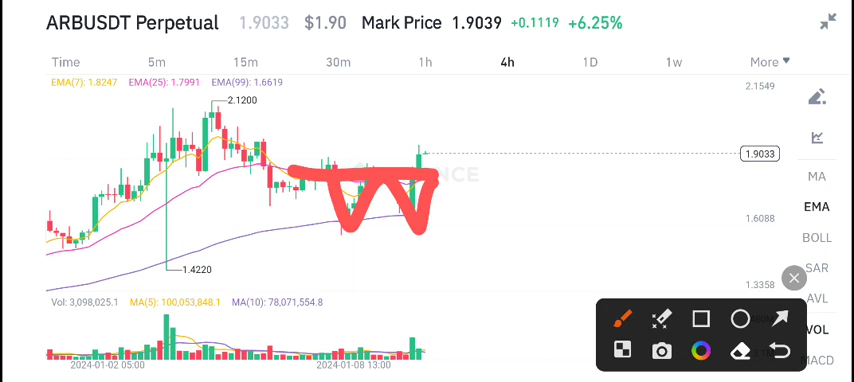 ARBUSDT Perpetual 1.9033 $1.90 Mark Price 1.9039 +0.1119 +6.25%
Time 5m 15m 30m 1h 4h 1D 1w More
EMA(7): 1.8247 EMA(25): 1.7991 EMA(99): 1.6619
2.1549
2.1200
1.9033
NCE
MA
EMA
1.6088
BOLL
SAR
1.4220
1.3358
AVL
Vol: 3,098,025.1 MA(5): 100,053,848.1 MA(10): 78,071,554.8
VOL
MACD
2024-01-02 05:00 2024-01-08 13:00